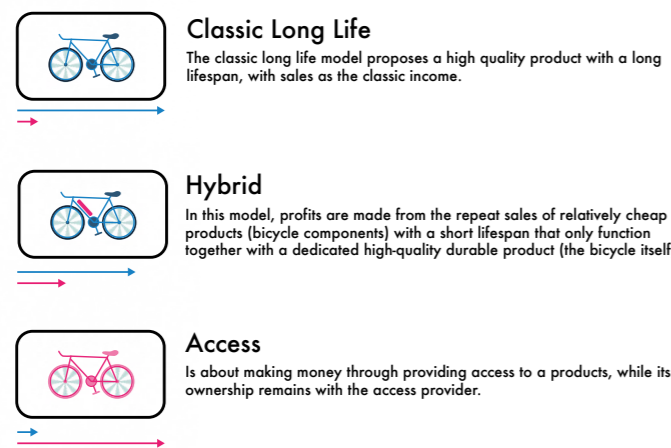 Classic Long Life
The classic long life model proposes a high quality product with a long
lifespan, with sales as the classic income.
Hybrid
In this model, profits are made from the repeat sales of relatively cheap
products (bicycle components) with a short lifespan that only function
together with a dedicated high-quality durable product (the bicycle itself
Access
Is about making money through providing access to a products, while its
ownership remains with the access provider.